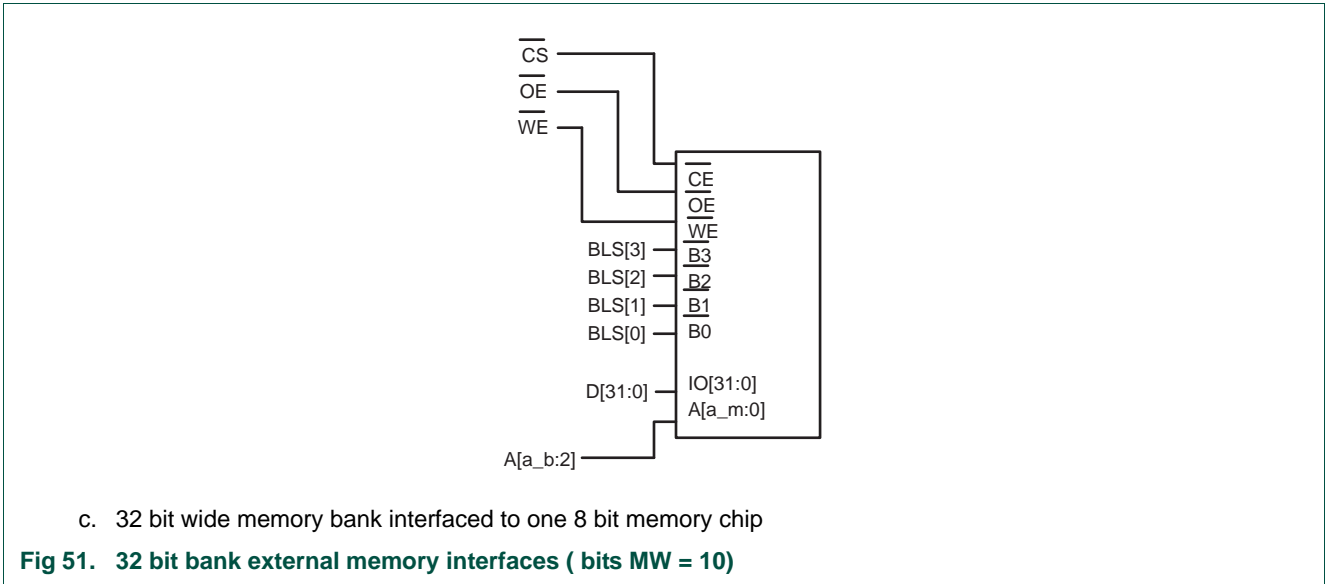 CS
OE
WE
CE
OE
WE
BLS[3] B3
BLS[2] B2
BLS[1] B1
BLS[0] B0
D[31:0] IO[31:0]
A[a_m:0]
A[a_b:2]
c. 32 bit wide memory bank interfaced to one 8 bit memory chip
Fig 51. 32 bit bank external memory interfaces ( bits MW = 10)